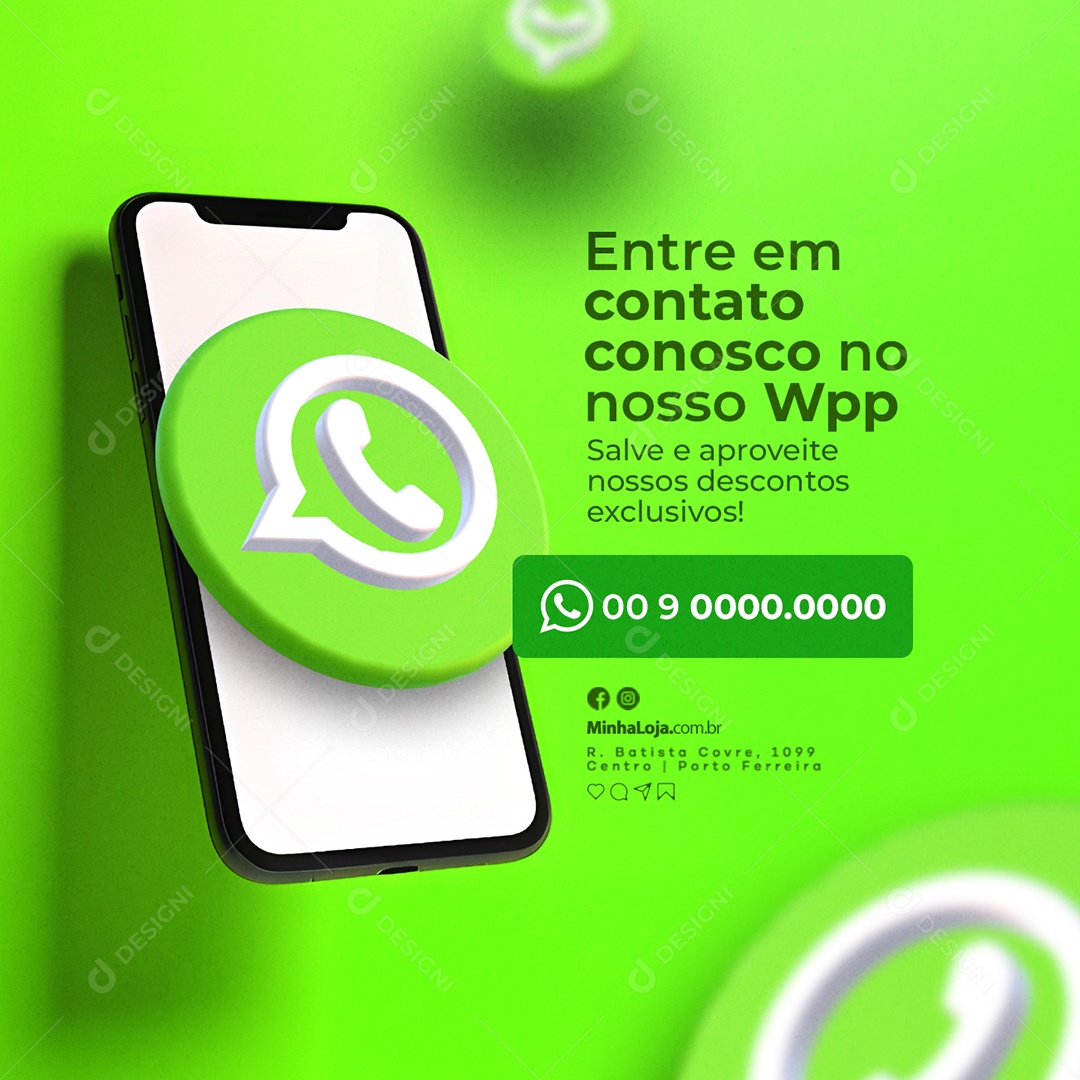 Entre em
contato
conosco no
nosso Wpp
Salve e aproveite
nossos descontos
exclusivos!
00 9 0000.0000
MinhaLoja.com.br
R. Batista Covre, 1099
Centro | Porto Ferreira
DESIGNI